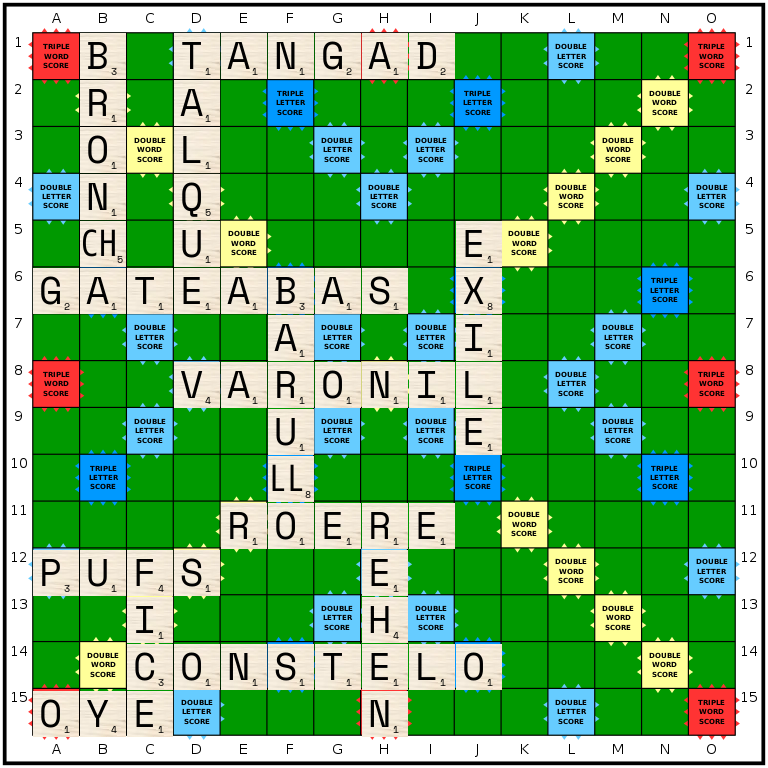 A B C D E F G H I J K L M N O
1 TRIPLE WORD SCORE B3 T1 A1 N1 G2 A1 D2 DOUBLE LETTER SCORE TRIPLE WORD SCORE 1
2 R1 A1 TRIPLE LETTER SCORE TRIPLE LETTER SCORE DOUBLE WORD SCORE 2
3 O1 DOUBLE WORD SCORE L1 DOUBLE LETTER SCORE DOUBLE LETTER SCORE DOUBLE WORD SCORE 3
4 DOUBLE LETTER SCORE N1 Q5 DOUBLE LETTER SCORE DOUBLE WORD SCORE DOUBLE LETTER SCORE 4
5 CH5 U1 DOUBLE WORD SCORE E1 DOUBLE WORD SCORE 5
6 G2 A1 T1 E1 A1 B3 A1 S1 X8 TRIPLE LETTER SCORE 6
7 DOUBLE LETTER SCORE A1 DOUBLE LETTER SCORE DOUBLE LETTER SCORE I1 DOUBLE LETTER SCORE 7
8 TRIPLE WORD SCORE V4 A1 R1 O1 N1 I1 L1 DOUBLE LETTER SCORE TRIPLE WORD SCORE 8
9 DOUBLE LETTER SCORE U1 DOUBLE LETTER SCORE DOUBLE LETTER SCORE E1 DOUBLE LETTER SCORE 9
10 TRIPLE LETTER SCORE LL8 TRIPLE LETTER SCORE TRIPLE LETTER SCORE 10
11 R1 O1 E1 R1 E1 DOUBLE WORD SCORE 11
12 P3 U1 F4 S1 E1 DOUBLE WORD SCORE DOUBLE LETTER SCORE 12
13 I1 DOUBLE LETTER SCORE H4 DOUBLE LETTER SCORE DOUBLE WORD SCORE 13
14 DOUBLE WORD SCORE C3 O1 N1 S1 T1 E1 L1 O1 DOUBLE WORD SCORE 14
15 O1 Y4 E1 DOUBLE LETTER SCORE N1 DOUBLE LETTER SCORE TRIPLE WORD SCORE 15
A B C D E F G H I J K L M N O